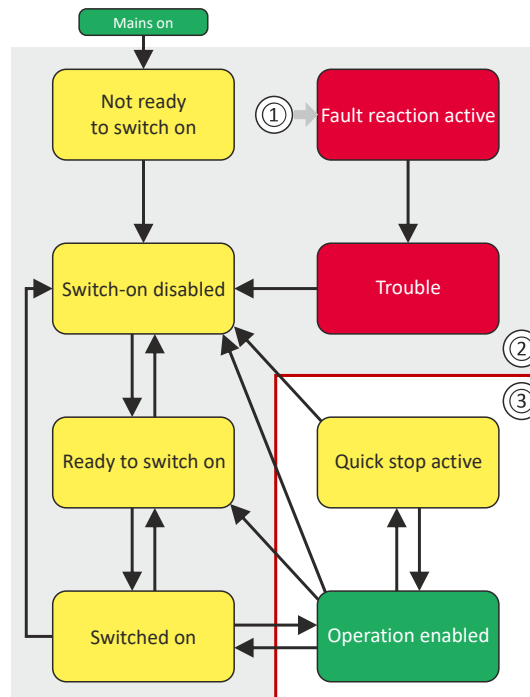 Mains on
Not ready
to switch on
①
Fault reaction active
Switch-on disabled
Trouble
②
③
Ready to switch on
Quick stop active
Switched on
Operation enabled